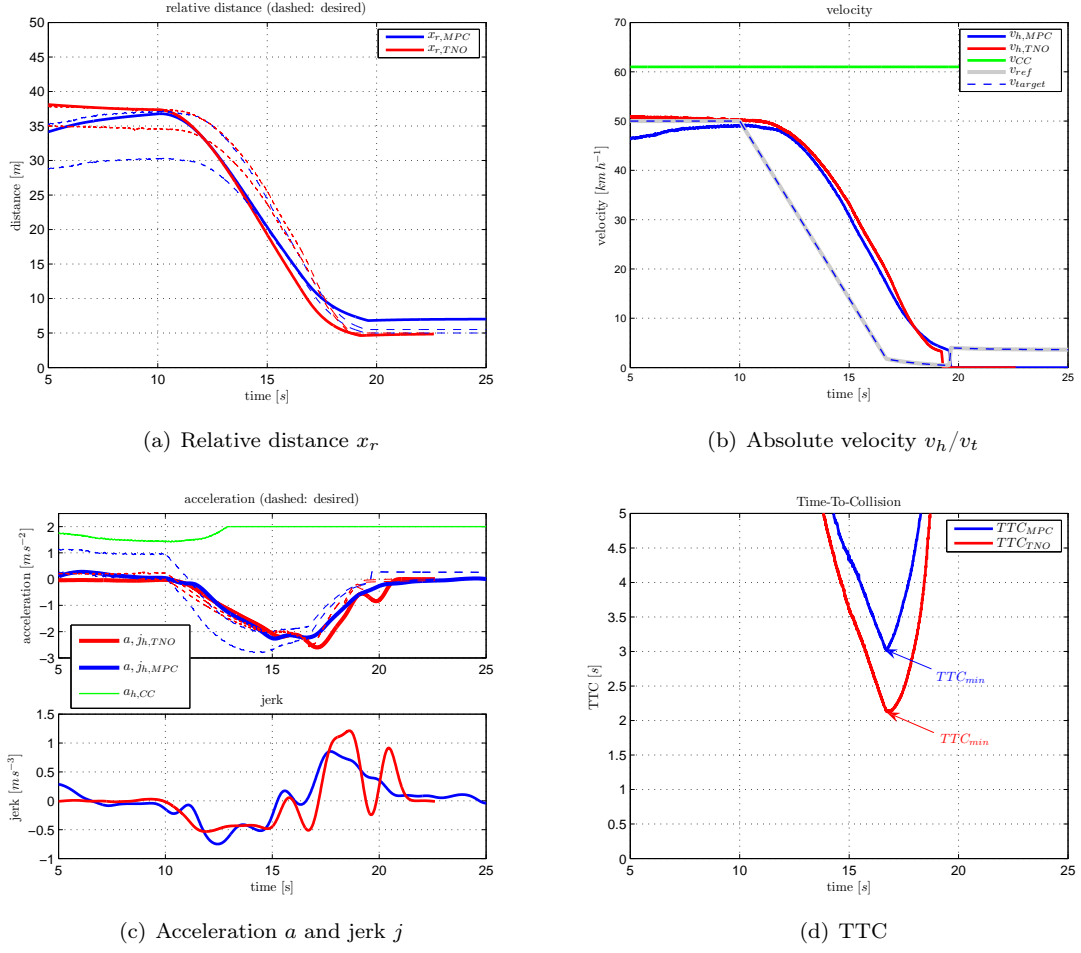 relative distance (dashed: desired)
50
45
40
35
30
25
20
15
10
5
0
5 10 15 20 25
distance [m]
time [s]
x_{r,MPC}
x_{r,TNO}
(a) Relative distance x_r
velocity
70
60
50
40
30
20
10
0
5 10 15 20 25
velocity [km h^{-1}]
time [s]
v_{h,MPC}
v_{h,TNO}
v_{CC}
v_{ref}
v_{target}
(b) Absolute velocity v_h/v_t
acceleration (dashed: desired)
2
1
0
−1
−2
−3
5 10 15 20 25
acceleration [ms^{-2}]
a, j_{h,TNO}
a, j_{h,MPC}
a_{h,CC}
jerk
1.5
1
0.5
0
−0.5
−1
5 10 15 20 25
jerk [ms^{-3}]
time [s]
(c) Acceleration a and jerk j
Time-To-Collision
5
4.5
4
3.5
3
2.5
2
1.5
1
0.5
0
5 10 15 20 25
TTC [s]
time [s]
TTC_{MPC}
TTC_{TNO}
TTC_{min}
TTC_{min}
(d) TTC